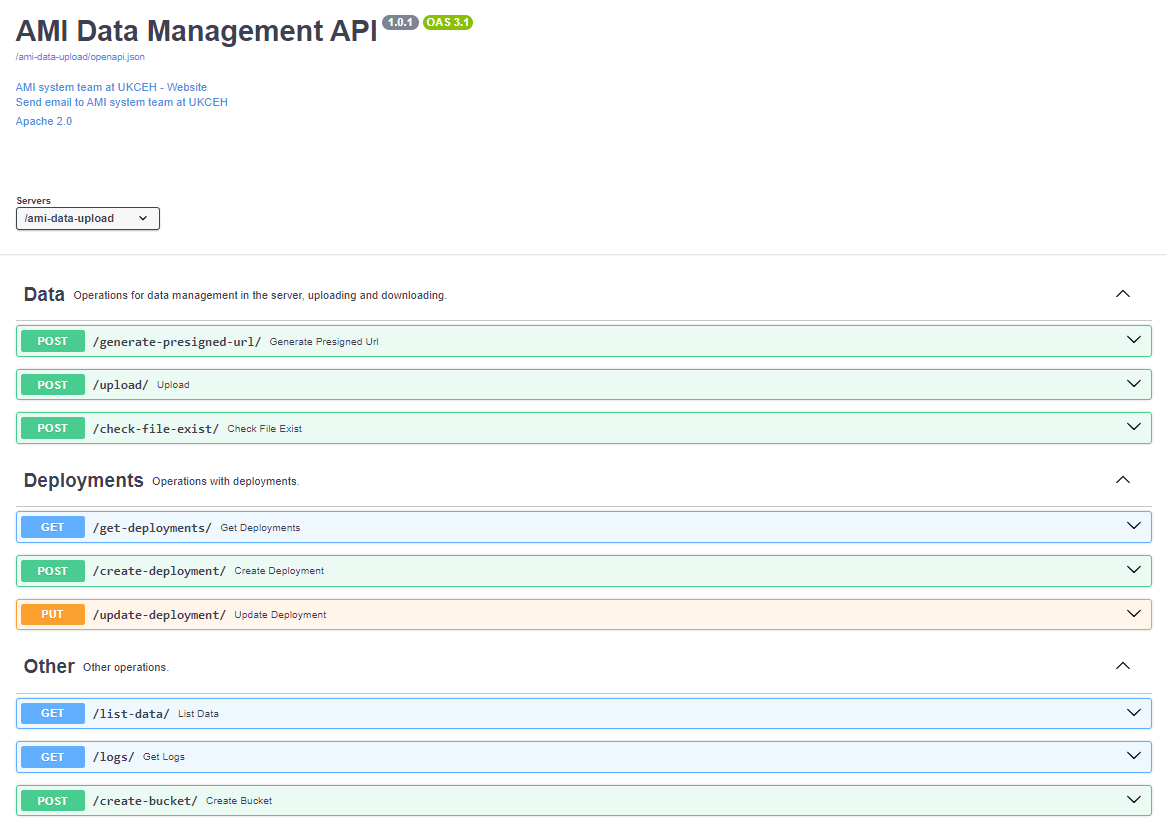 AMI Data Management API 1.0.1 OAS 3.1
/ami-data-upload/openapi.json
AMI system team at UKCEH - Website
Send email to AMI system team at UKCEH
Apache 2.0
Servers
/ami-data-upload
Data Operations for data management in the server, uploading and downloading.
POST /generate-presigned-url/ Generate Presigned Url
POST /upload/ Upload
POST /check-file-exist/ Check File Exist
Deployments Operations with deployments.
GET /get-deployments/ Get Deployments
POST /create-deployment/ Create Deployment
PUT /update-deployment/ Update Deployment
Other Other operations.
GET /list-data/ List Data
GET /logs/ Get Logs
POST /create-bucket/ Create Bucket